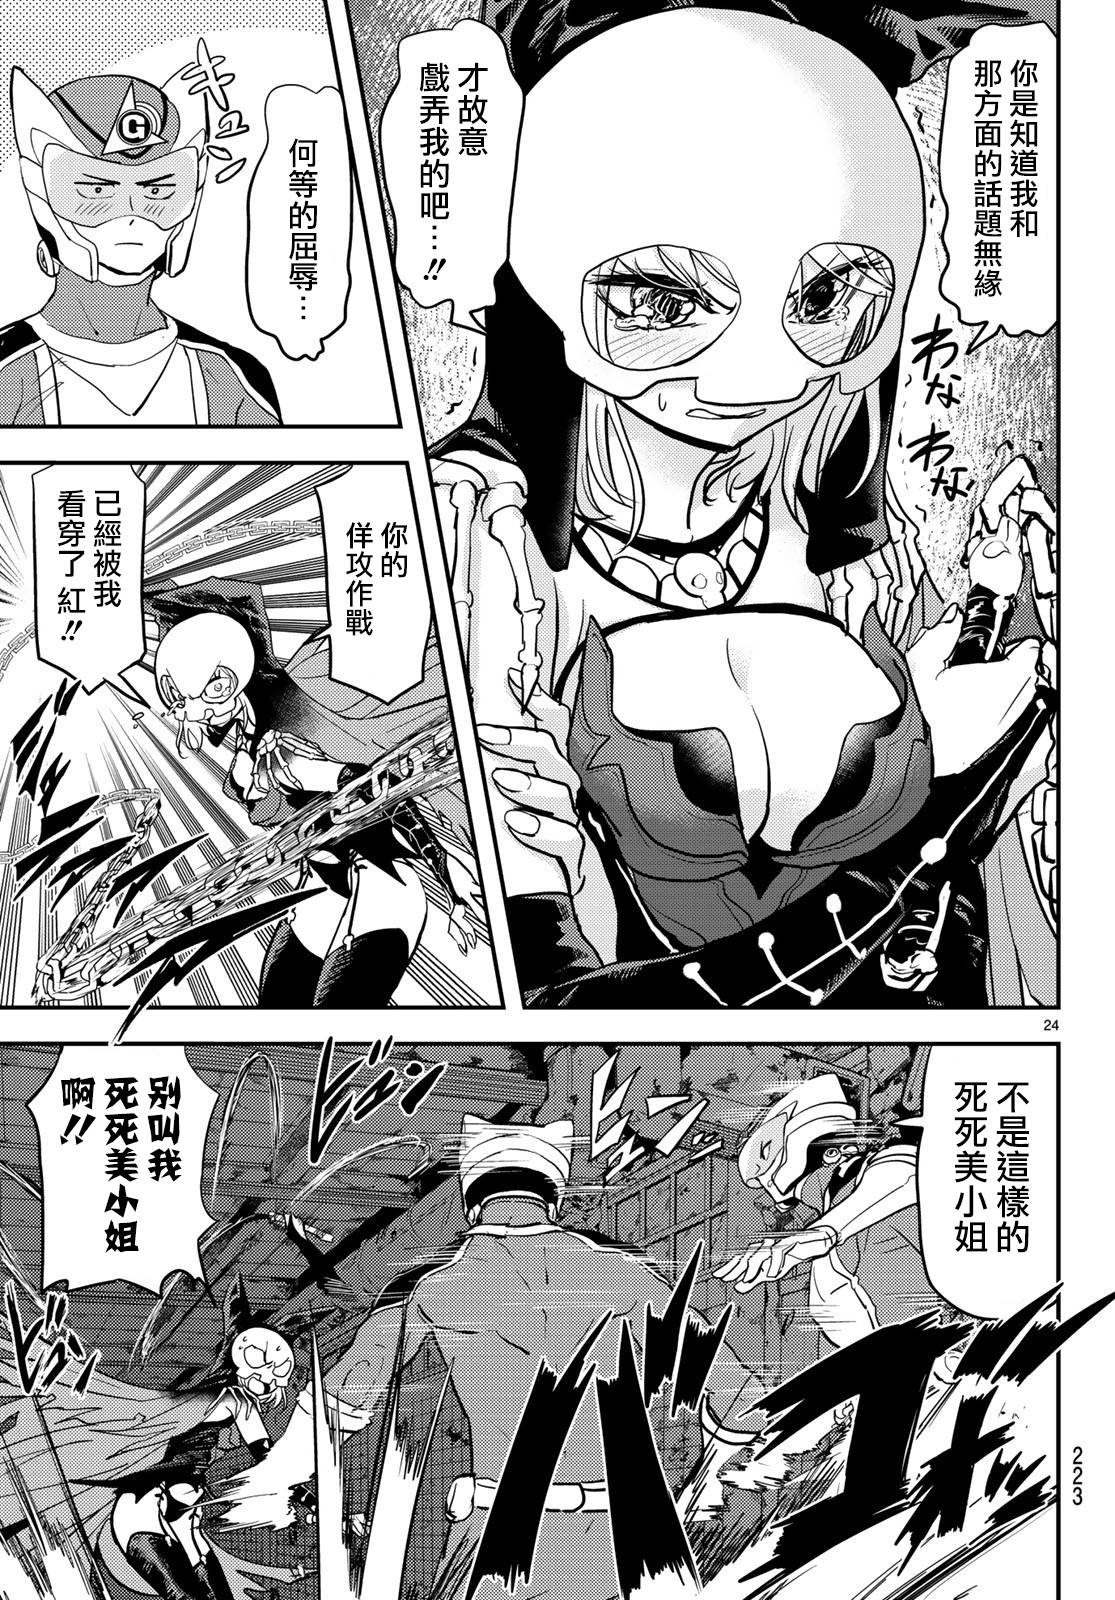 你是知道我和
那方面的話題無緣
才故意
戲弄我的吧…!!
わな
わな
何等的屈辱…
キュン
G
你的
佯攻作戰
已經被我
看穿了 紅!!
24
不是這樣的
死死美小姐
别叫我
死死美小姐
啊!!
223